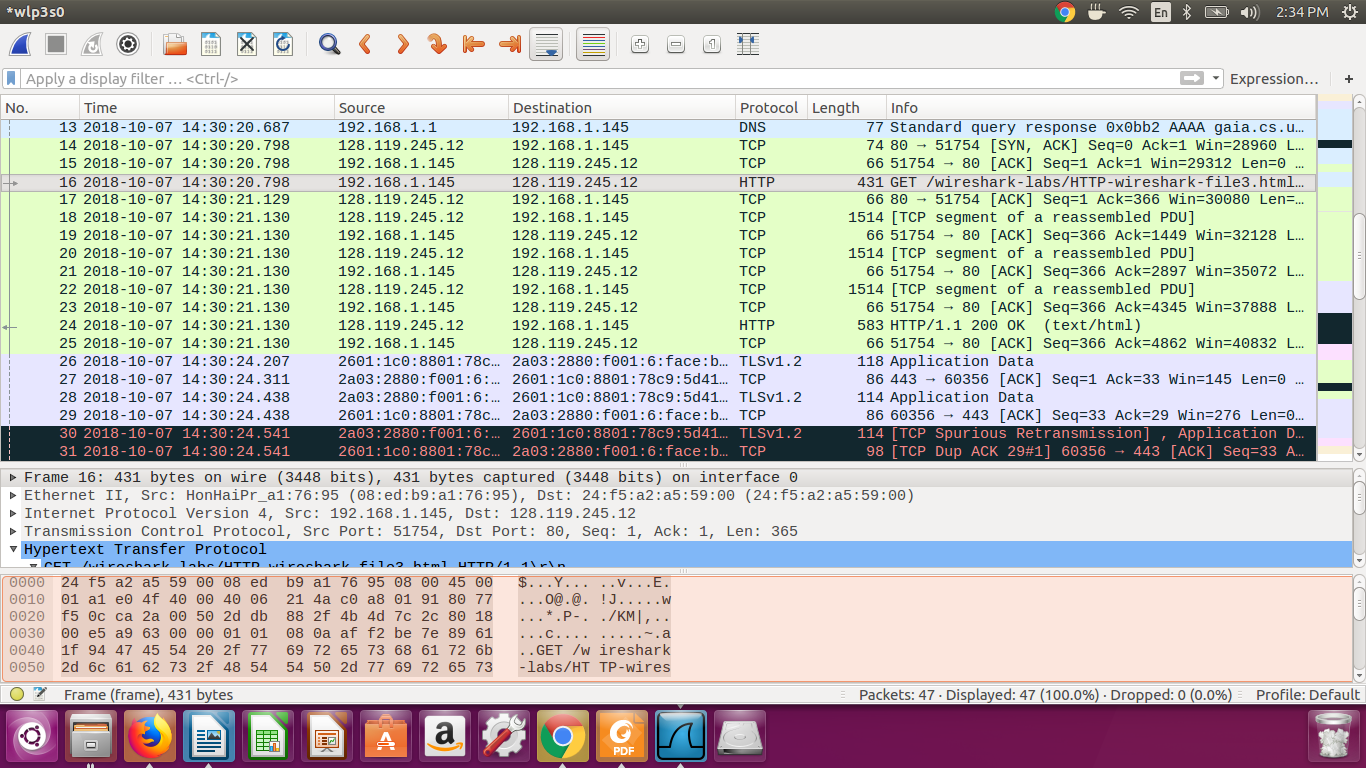 *wlp3s0 En 2:34 PM
Apply a display filter ... <Ctrl-/> Expression... +
No. Time Source Destination Protocol Length Info
13 2018-10-07 14:30:20.687 192.168.1.1 192.168.1.145 DNS 77 Standard query response 0x0bb2 AAAA gaia.cs.u...
14 2018-10-07 14:30:20.798 128.119.245.12 192.168.1.145 TCP 74 80 → 51754 [SYN, ACK] Seq=0 Ack=1 Win=28960 L...
15 2018-10-07 14:30:20.798 192.168.1.145 128.119.245.12 TCP 66 51754 → 80 [ACK] Seq=1 Ack=1 Win=29312 Len=0 ...
16 2018-10-07 14:30:20.798 192.168.1.145 128.119.245.12 HTTP 431 GET /wireshark-labs/HTTP-wireshark-file3.html...
17 2018-10-07 14:30:21.129 128.119.245.12 192.168.1.145 TCP 66 80 → 51754 [ACK] Seq=1 Ack=366 Win=30080 Len=...
18 2018-10-07 14:30:21.130 128.119.245.12 192.168.1.145 TCP 1514 [TCP segment of a reassembled PDU]
19 2018-10-07 14:30:21.130 192.168.1.145 128.119.245.12 TCP 66 51754 → 80 [ACK] Seq=366 Ack=1449 Win=32128 L...
20 2018-10-07 14:30:21.130 128.119.245.12 192.168.1.145 TCP 1514 [TCP segment of a reassembled PDU]
21 2018-10-07 14:30:21.130 192.168.1.145 128.119.245.12 TCP 66 51754 → 80 [ACK] Seq=366 Ack=2897 Win=35072 L...
22 2018-10-07 14:30:21.130 128.119.245.12 192.168.1.145 TCP 1514 [TCP segment of a reassembled PDU]
23 2018-10-07 14:30:21.130 192.168.1.145 128.119.245.12 TCP 66 51754 → 80 [ACK] Seq=366 Ack=4345 Win=37888 L...
24 2018-10-07 14:30:21.130 128.119.245.12 192.168.1.145 HTTP 583 HTTP/1.1 200 OK (text/html)
25 2018-10-07 14:30:21.130 192.168.1.145 128.119.245.12 TCP 66 51754 → 80 [ACK] Seq=366 Ack=4862 Win=40832 L...
26 2018-10-07 14:30:24.207 2601:1c0:8801:78c... 2a03:2880:f001:6:face:b... TLSv1.2 118 Application Data
27 2018-10-07 14:30:24.311 2a03:2880:f001:6:... 2601:1c0:8801:78c9:5d41... TCP 86 443 → 60356 [ACK] Seq=1 Ack=33 Win=145 Len=0 ...
28 2018-10-07 14:30:24.438 2a03:2880:f001:6:... 2601:1c0:8801:78c9:5d41... TLSv1.2 114 Application Data
29 2018-10-07 14:30:24.438 2601:1c0:8801:78c... 2a03:2880:f001:6:face:b... TCP 86 60356 → 443 [ACK] Seq=33 Ack=29 Win=276 Len=0...
30 2018-10-07 14:30:24.541 2a03:2880:f001:6:... 2601:1c0:8801:78c9:5d41... TLSv1.2 114 [TCP Spurious Retransmission] , Application D...
31 2018-10-07 14:30:24.541 2601:1c0:8801:78c... 2a03:2880:f001:6:face:b... TCP 98 [TCP Dup ACK 29#1] 60356 → 443 [ACK] Seq=33 A...
Frame 16: 431 bytes on wire (3448 bits), 431 bytes captured (3448 bits) on interface 0
Ethernet II, Src: HonHaiPr_a1:76:95 (08:ed:b9:a1:76:95), Dst: 24:f5:a2:a5:59:00 (24:f5:a2:a5:59:00)
Internet Protocol Version 4, Src: 192.168.1.145, Dst: 128.119.245.12
Transmission Control Protocol, Src Port: 51754, Dst Port: 80, Seq: 1, Ack: 1, Len: 365
Hypertext Transfer Protocol
GET /wireshark-labs/HTTP-wireshark-file3.html HTTP/1.1\r\n
0000 24 f5 a2 a5 59 00 08 ed b9 a1 76 95 08 00 45 00 $...Y... ..v...E.
0010 01 a1 e0 4f 40 00 40 06 21 4a c0 a8 01 91 80 77 ...O@.@. !J.....w
0020 f5 0c ca 2a 00 50 2d db 88 2f 4b 4d 7c 2c 80 18 ...*.P-. ./KM|,..
0030 00 e5 a9 63 00 00 01 01 08 0a af f2 be 7e 89 61 ...c.... .....~.a
0040 1f 94 47 45 54 20 2f 77 69 72 65 73 68 61 72 6b ..GET /w ireshark
0050 2d 6c 61 62 73 2f 48 54 54 50 2d 77 69 72 65 73 -labs/HT TP-wires
Frame (frame), 431 bytes Packets: 47 · Displayed: 47 (100.0%) · Dropped: 0 (0.0%) Profile: Default
PDF